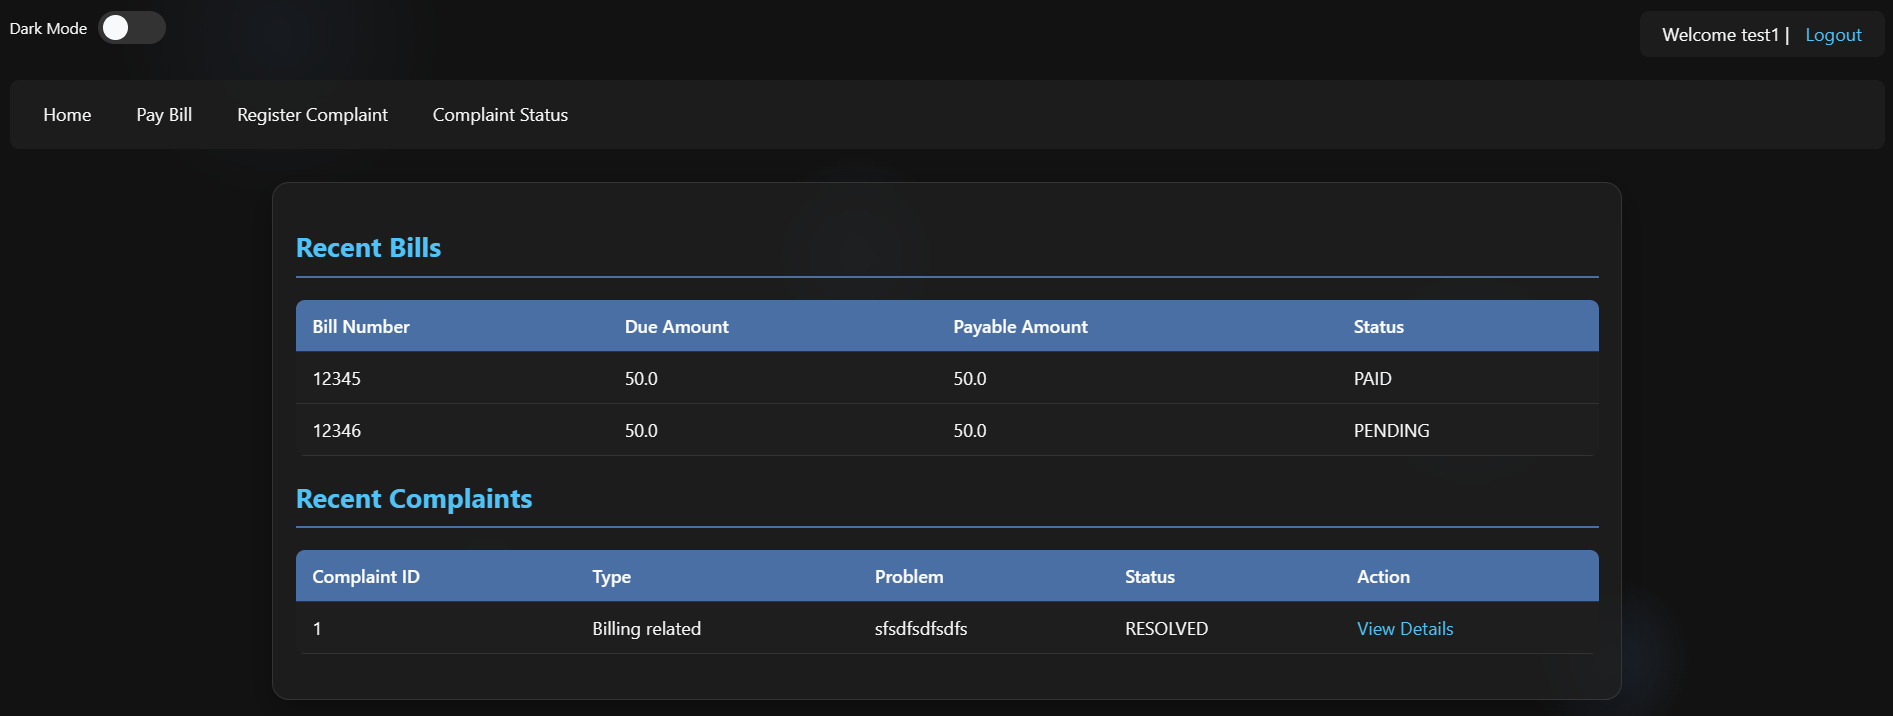 Dark Mode
Welcome test1 | Logout
Home Pay Bill Register Complaint Complaint Status
Recent Bills
Bill Number Due Amount Payable Amount Status
12345 50.0 50.0 PAID
12346 50.0 50.0 PENDING
Recent Complaints
Complaint ID Type Problem Status Action
1 Billing related sfsdfsdfsdfs RESOLVED View Details